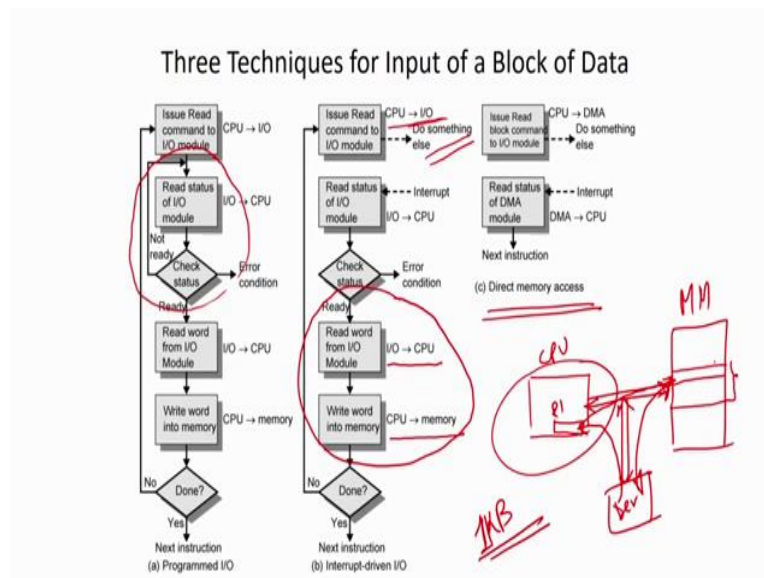 Three Techniques for Input of a Block of Data
Issue Read
command to
I/O module
CPU → I/O
Read status
of I/O
module
I/O → CPU
Not
ready
Check
status
Error
condition
Ready
Read word
from I/O
Module
I/O → CPU
Write word
into memory
CPU → memory
No
Done?
Yes
Next instruction
(a) Programmed I/O
Issue Read
command to
I/O module
CPU → I/O
Do something
else
Read status
of I/O
module
Interrupt
I/O → CPU
Check
status
Error
condition
Ready
Read word
from I/O
Module
I/O → CPU
Write word
into memory
CPU → memory
No
Done?
Yes
Next instruction
(b) Interrupt-driven I/O
Issue Read
block command
to I/O module
CPU → DMA
Do something
else
Read status
of DMA
module
Interrupt
DMA → CPU
Next instruction
(c) Direct memory access
MM
CPU
Dev
1KB